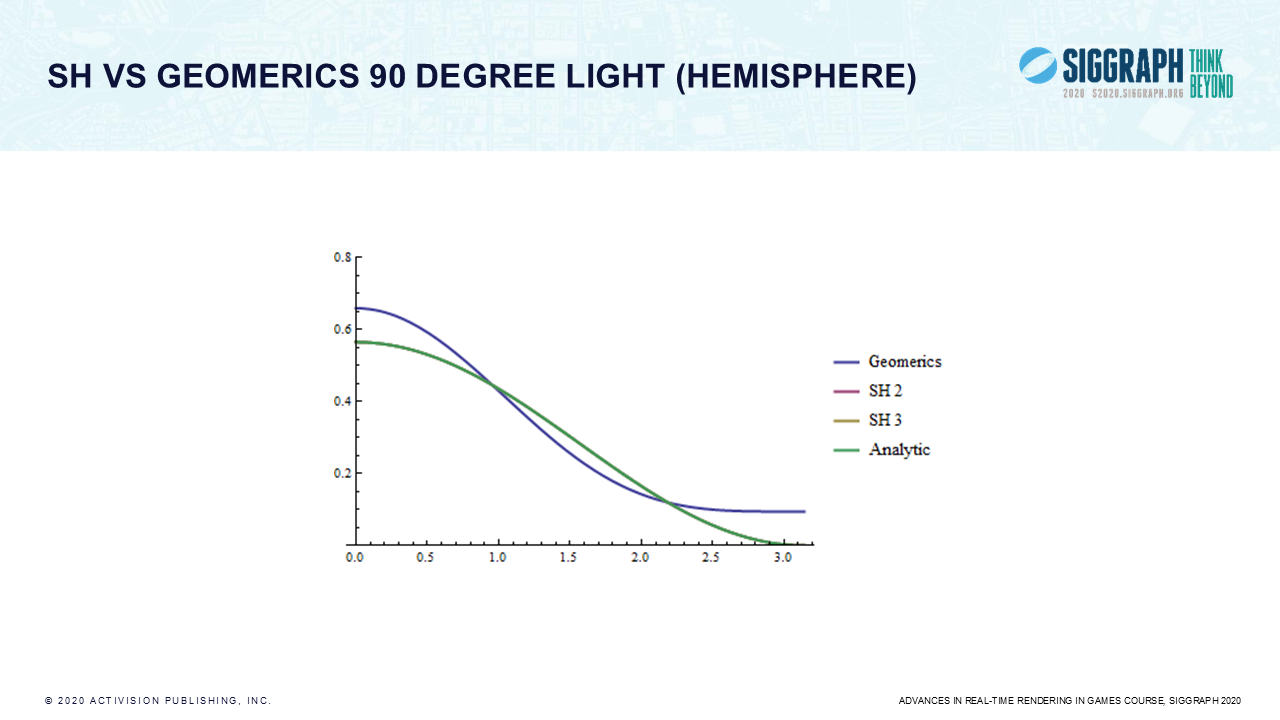 SH VS GEOMERICS 90 DEGREE LIGHT (HEMISPHERE)
SIGGRAPH THINK BEYOND
2020 S2020.SIGGRAPH.ORG
0.8
0.6
0.4
0.2
0.0 0.5 1.0 1.5 2.0 2.5 3.0
Geomerics
SH 2
SH 3
Analytic
© 2020 ACTIVISION PUBLISHING, INC.
ADVANCES IN REAL-TIME RENDERING IN GAMES COURSE, SIGGRAPH 2020